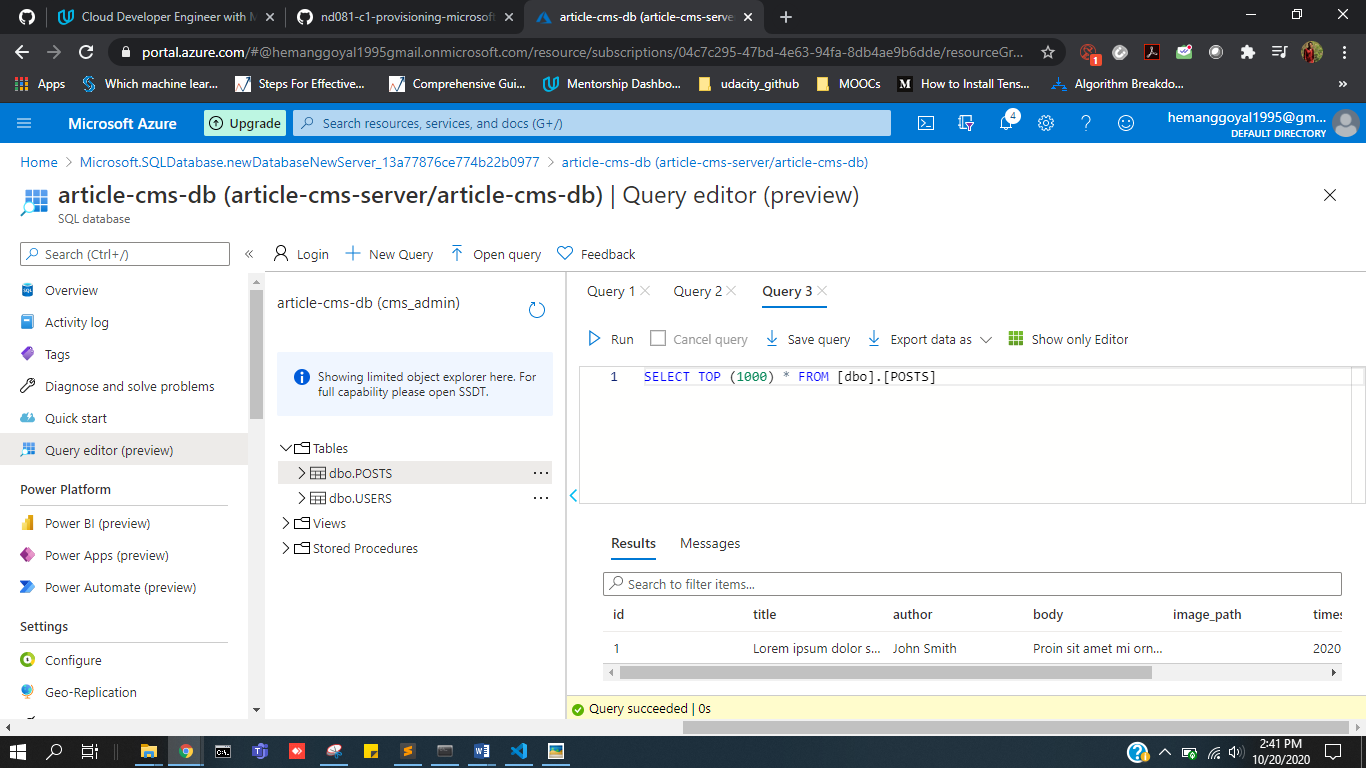 Cloud Developer Engineer with M
nd081-c1-provisioning-microsoft
article-cms-db (article-cms-serve
portal.azure.com/#@hemanggoyal1995gmail.onmicrosoft.com/resource/subscriptions/04c7c295-47bd-4e63-94fa-8db4ae9b6dde/resourceGr...
1
Apps
Which machine lear...
Steps For Effective...
Comprehensive Gui...
Mentorship Dashbo...
udacity_github
MOOCs
How to Install Tens...
Algorithm Breakdo...
»
Microsoft Azure
Upgrade
Search resources, services, and docs (G+/)
4
hemanggoyal1995@gm...
DEFAULT DIRECTORY
Home > Microsoft.SQLDatabase.newDatabaseNewServer_13a77876ce774b22b0977 > article-cms-db (article-cms-server/article-cms-db)
article-cms-db (article-cms-server/article-cms-db) | Query editor (preview)
SQL database
Search (Ctrl+/)
«
Login
New Query
Open query
Feedback
Overview
Activity log
Tags
Diagnose and solve problems
Quick start
Query editor (preview)
Power Platform
Power BI (preview)
Power Apps (preview)
Power Automate (preview)
Settings
Configure
Geo-Replication
article-cms-db (cms_admin)
Showing limited object explorer here. For
full capability please open SSDT.
Tables
dbo.POSTS ...
dbo.USERS ...
Views
Stored Procedures
Query 1
Query 2
Query 3
Run
Cancel query
Save query
Export data as
Show only Editor
1 SELECT TOP (1000) * FROM [dbo].[POSTS]
Results
Messages
Search to filter items...
id title author body image_path times
1 Lorem ipsum dolor s... John Smith Proin sit amet mi orn... 2020
Query succeeded | 0s
2:41 PM
10/20/2020